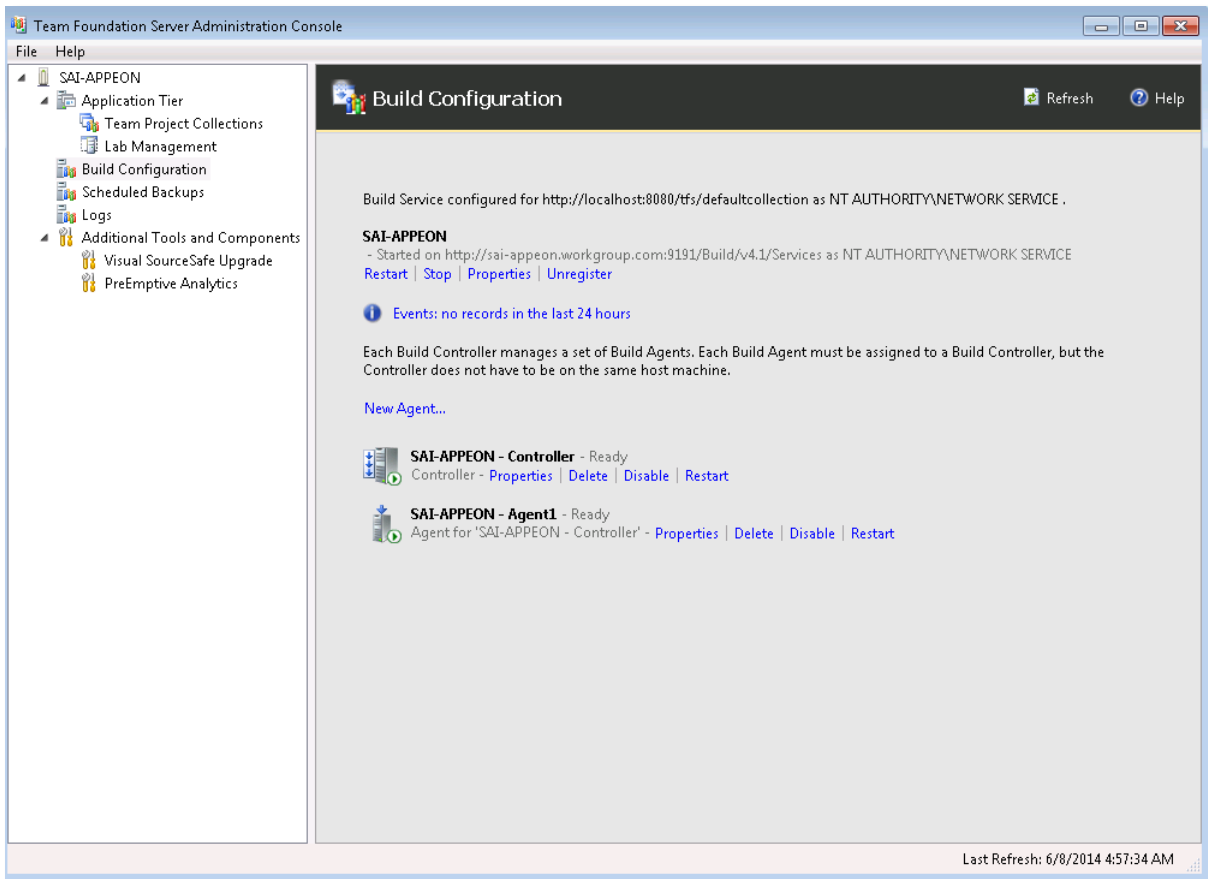 Team Foundation Server Administration Console
File Help
SAI-APPEON
Application Tier
Team Project Collections
Lab Management
Build Configuration
Scheduled Backups
Logs
Additional Tools and Components
Visual SourceSafe Upgrade
PreEmptive Analytics
Build Configuration
Refresh Help
Build Service configured for http://localhost:8080/tfs/defaultcollection as NT AUTHORITY\NETWORK SERVICE .
SAI-APPEON
- Started on http://sai-appeon.workgroup.com:9191/Build/v4.1/Services as NT AUTHORITY\NETWORK SERVICE
Restart | Stop | Properties | Unregister
Events: no records in the last 24 hours
Each Build Controller manages a set of Build Agents. Each Build Agent must be assigned to a Build Controller, but the
Controller does not have to be on the same host machine.
New Agent...
SAI-APPEON - Controller - Ready
Controller - Properties | Delete | Disable | Restart
SAI-APPEON - Agent1 - Ready
Agent for 'SAI-APPEON - Controller' - Properties | Delete | Disable | Restart
Last Refresh: 6/8/2014 4:57:34 AM